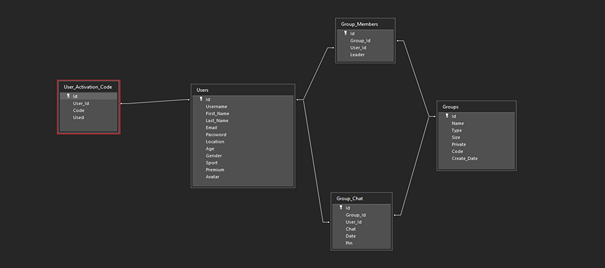 User_Activation_Code
Id
User_Id
Code
Used
Users
Id
Username
First_Name
Last_Name
Email
Password
Location
Age
Gender
Sport
Premium
Avatar
Group_Members
Id
Group_Id
User_Id
Leader
Group_Chat
Id
Group_Id
User_Id
Chat
Date
Pin
Groups
Id
Name
Type
Size
Private
Code
Create_Date